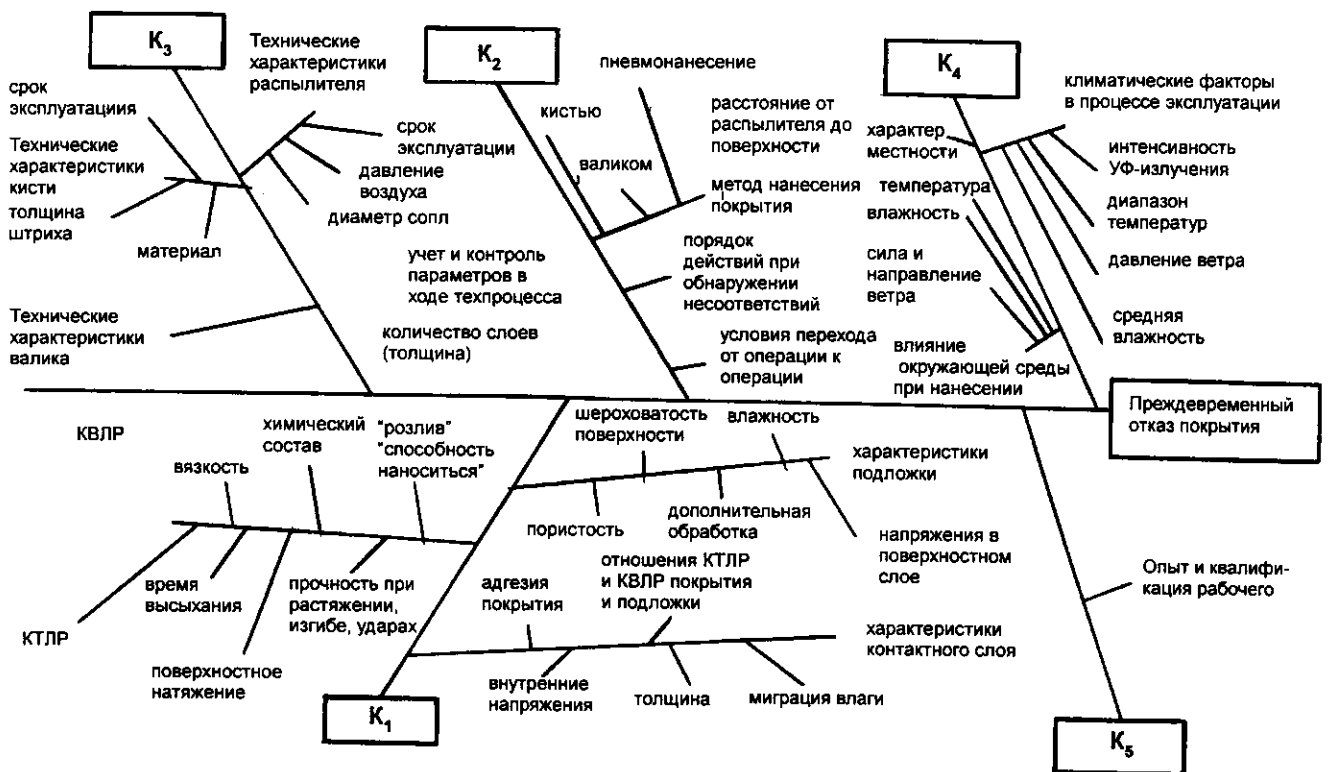 K3
Технические
характеристики
распылителя
срок
эксплуатациия
Технические
характеристики
кисти
толщина
штриха
материал
срок
эксплуатации
давление
воздуха
диаметр сопл
Технические
характеристики
валика
K2
пневмонанесение
кистью
валиком
расстояние от
распылителя до
поверхности
метод нанесения
покрытия
учет и контроль
параметров в
ходе техпроцесса
количество слоев
(толщина)
порядок
действий при
обнаружении
несоответствий
условия перехода
от операции к
операции
K4
климатические факторы
в процессе эксплуатации
характер
местности
интенсивность
УФ-излучения
температура
влажность
диапазон
температур
сила и
направление
ветра
давление ветра
средняя
влажность
влияние
окружающей среды
при нанесении
Преждевременный
отказ покрытия
КВЛР
химический
состав
"розлив"
"способность
наноситься"
вязкость
время
высыхания
прочность при
растяжении,
изгибе, ударах
КТЛР
поверхностное
натяжение
шероховатость
поверхности
влажность
характеристики
подложки
пористость
дополнительная
обработка
напряжения в
поверхностном
слое
адгезия
покрытия
отношения КТЛР
и КВЛР покрытия
и подложки
характеристики
контактного слоя
внутренние
напряжения
толщина
миграция влаги
K1
Опыт и квалифи-
кация рабочего
K5